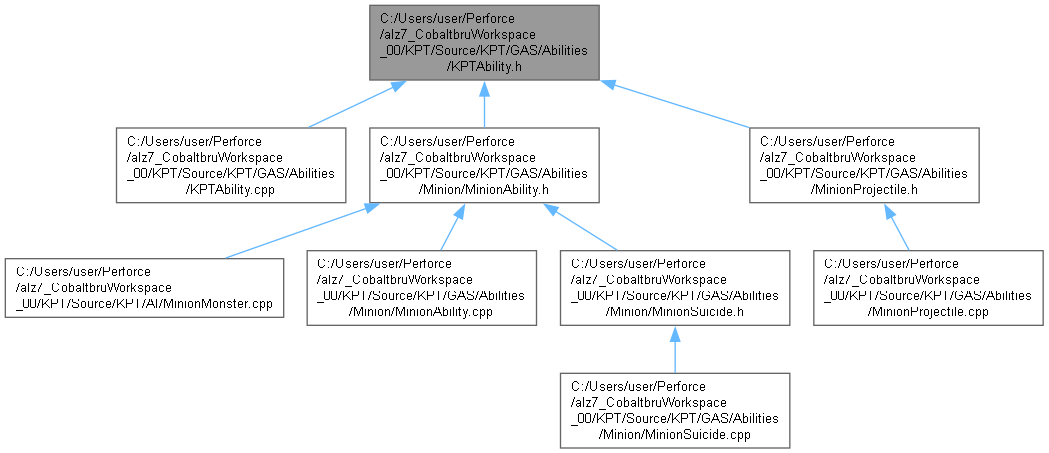 C:/Users/user/Perforce
/alz7_CobaltbruWorkspace
_00/KPT/Source/KPT/GAS/Abilities
/KPTAbility.h
C:/Users/user/Perforce
/alz7_CobaltbruWorkspace
_00/KPT/Source/KPT/GAS/Abilities
/KPTAbility.cpp
C:/Users/user/Perforce
/alz7_CobaltbruWorkspace
_00/KPT/Source/KPT/GAS/Abilities
/Minion/MinionAbility.h
C:/Users/user/Perforce
/alz7_CobaltbruWorkspace
_00/KPT/Source/KPT/GAS/Abilities
/MinionProjectile.h
C:/Users/user/Perforce
/alz7_CobaltbruWorkspace
_00/KPT/Source/KPT/AI/MinionMonster.cpp
C:/Users/user/Perforce
/alz7_CobaltbruWorkspace
_00/KPT/Source/KPT/GAS/Abilities
/Minion/MinionAbility.cpp
C:/Users/user/Perforce
/alz7_CobaltbruWorkspace
_00/KPT/Source/KPT/GAS/Abilities
/Minion/MinionSuicide.h
C:/Users/user/Perforce
/alz7_CobaltbruWorkspace
_00/KPT/Source/KPT/GAS/Abilities
/MinionProjectile.cpp
C:/Users/user/Perforce
/alz7_CobaltbruWorkspace
_00/KPT/Source/KPT/GAS/Abilities
/Minion/MinionSuicide.cpp